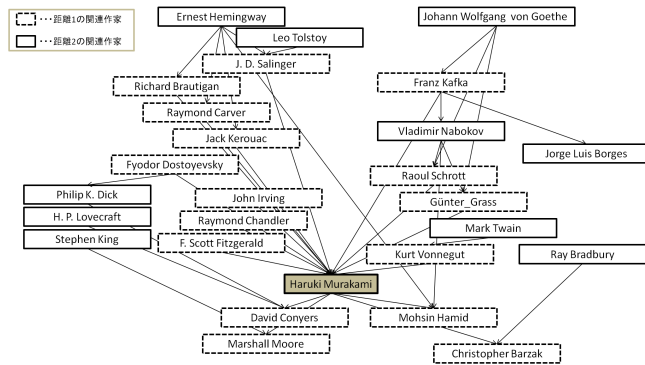 ・・・距離1の関連作家
・・・距離2の関連作家
Ernest Hemingway
Johann Wolfgang von Goethe
Leo Tolstoy
J. D. Salinger
Richard Brautigan
Franz Kafka
Raymond Carver
Vladimir Nabokov
Jack Kerouac
Jorge Luis Borges
Fyodor Dostoyevsky
Raoul Schrott
Philip K. Dick
John Irving
Günter_Grass
H. P. Lovecraft
Raymond Chandler
Mark Twain
Stephen King
F. Scott Fitzgerald
Kurt Vonnegut
Ray Bradbury
Haruki Murakami
David Conyers
Mohsin Hamid
Marshall Moore
Christopher Barzak